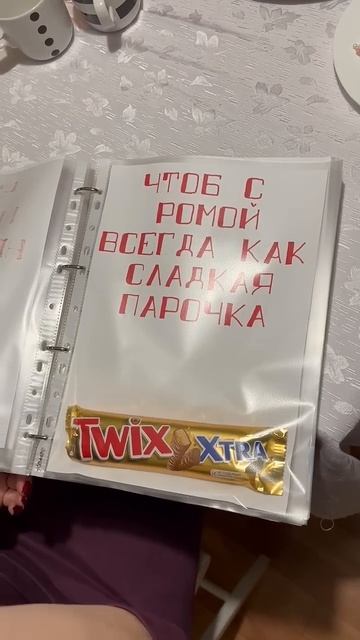 ЧТОБ С
РОМОЙ
ВСЕГДА КАК
СЛАДКАЯ
ПАРОЧКА
TWIX XTRA